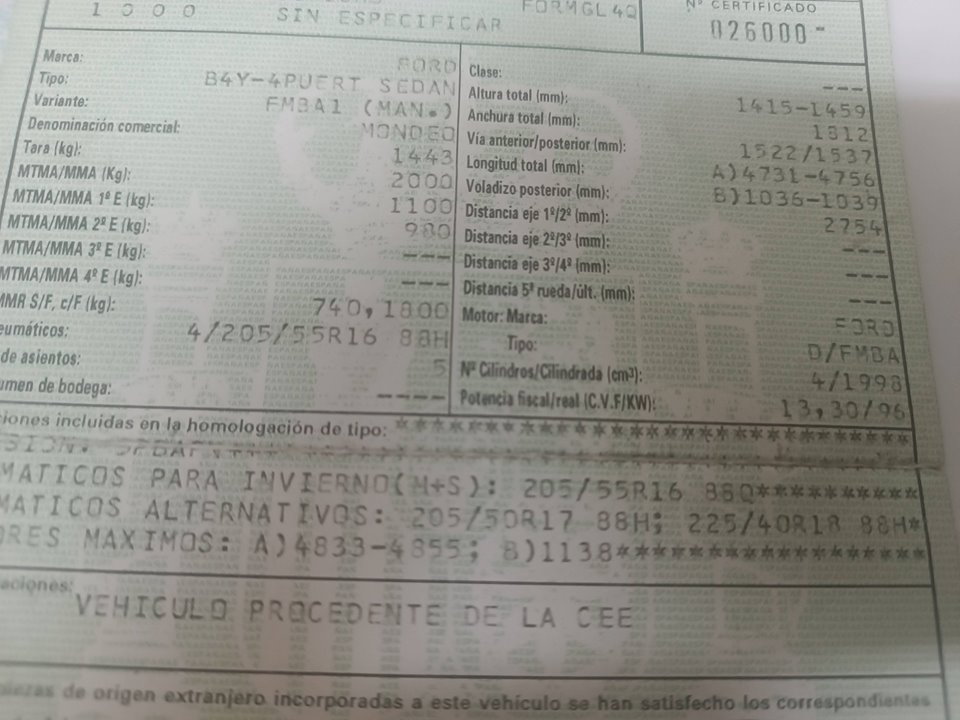 1 0 0 0 SIN ESPECIFICAR
Nº CERTIFICADO
026000-
Marca: FORD
Tipo: B4Y-4PUERT SEDAN
Variante: FMBA1 (MAN.)
Denominación comercial: MONDEO
Tara (kg): 1443
MTMA/MMA (Kg): 2000
MTMA/MMA 1º E (kg): 1100
MTMA/MMA 2º E (kg): 980
MTMA/MMA 3º E (kg): ---
MTMA/MMA 4º E (kg): ---
MMR S/F, c/F (kg): 740,1800
eumáticos: 4/205/55R16 88H
de asientos: 5
umen de bodega: ----
Clase: ---
Altura total (mm): 1415-1459
Anchura total (mm): 1812
Vía anterior/posterior (mm): 1522/1537
Longitud total (mm): A)4731-4756
Voladizo posterior (mm): B)1036-1039
Distancia eje 1º/2º (mm): 2754
Distancia eje 2º/3º (mm): ---
Distancia eje 3º/4º (mm): ---
Distancia 5ª rueda/últ. (mm): ---
Motor: Marca: FORD
Tipo: D/FMBA
Nº Cilindros/Cilindrada (cm³): 4/1998
Potencia fiscal/real (C.V.F/KW): 13,30/96
ciones incluidas en la homologación de tipo:
MATICOS PARA INVIERNO(M+S): 205/55R16 88Q**********
MATICOS ALTERNATIVOS: 205/50R17 88H; 225/40R18 88H*
ORES MAXIMOS: A)4833-4855; B)1138*******************
aciones:
VEHICULO PROCEDENTE DE LA CEE
de origen extranjero incorporadas a este vehículo se han satisfecho los correspondientes